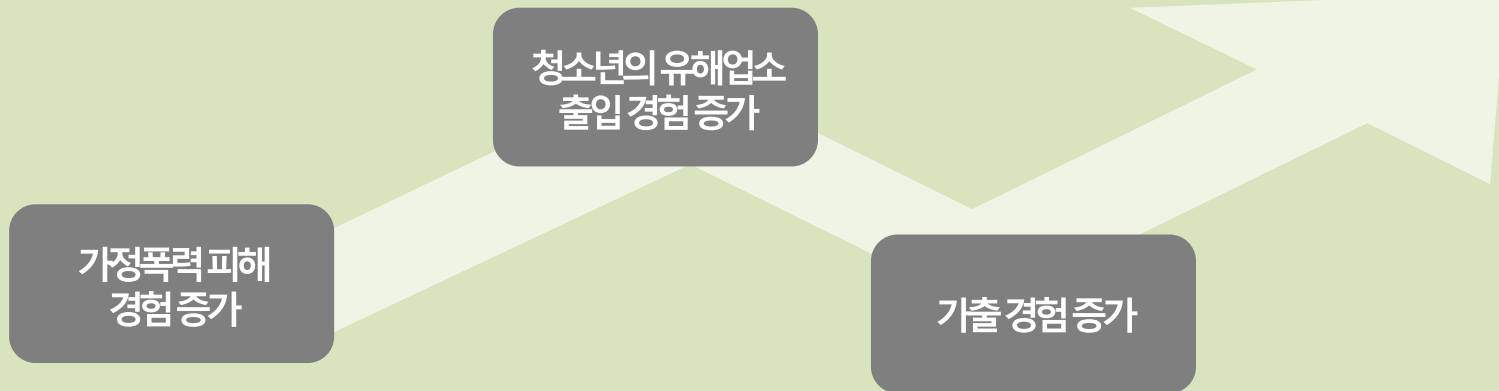 청소년의 유해업소
출입 경험 증가
가정폭력 피해
경험 증가
가출 경험 증가